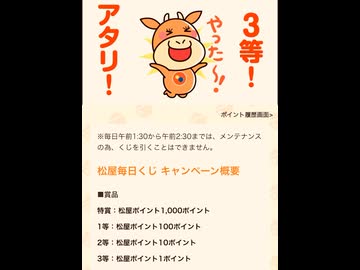 3等!
やった〜!
アタリ!
ポイント履歴画面>
※毎日午前1:30から午前2:30までは、メンテナンス
の為、くじを引くことはできません。
松屋毎日くじ キャンペーン概要
■賞品
特賞：松屋ポイント1,000ポイント
1等：松屋ポイント100ポイント
2等：松屋ポイント10ポイント
3等：松屋ポイント1ポイント